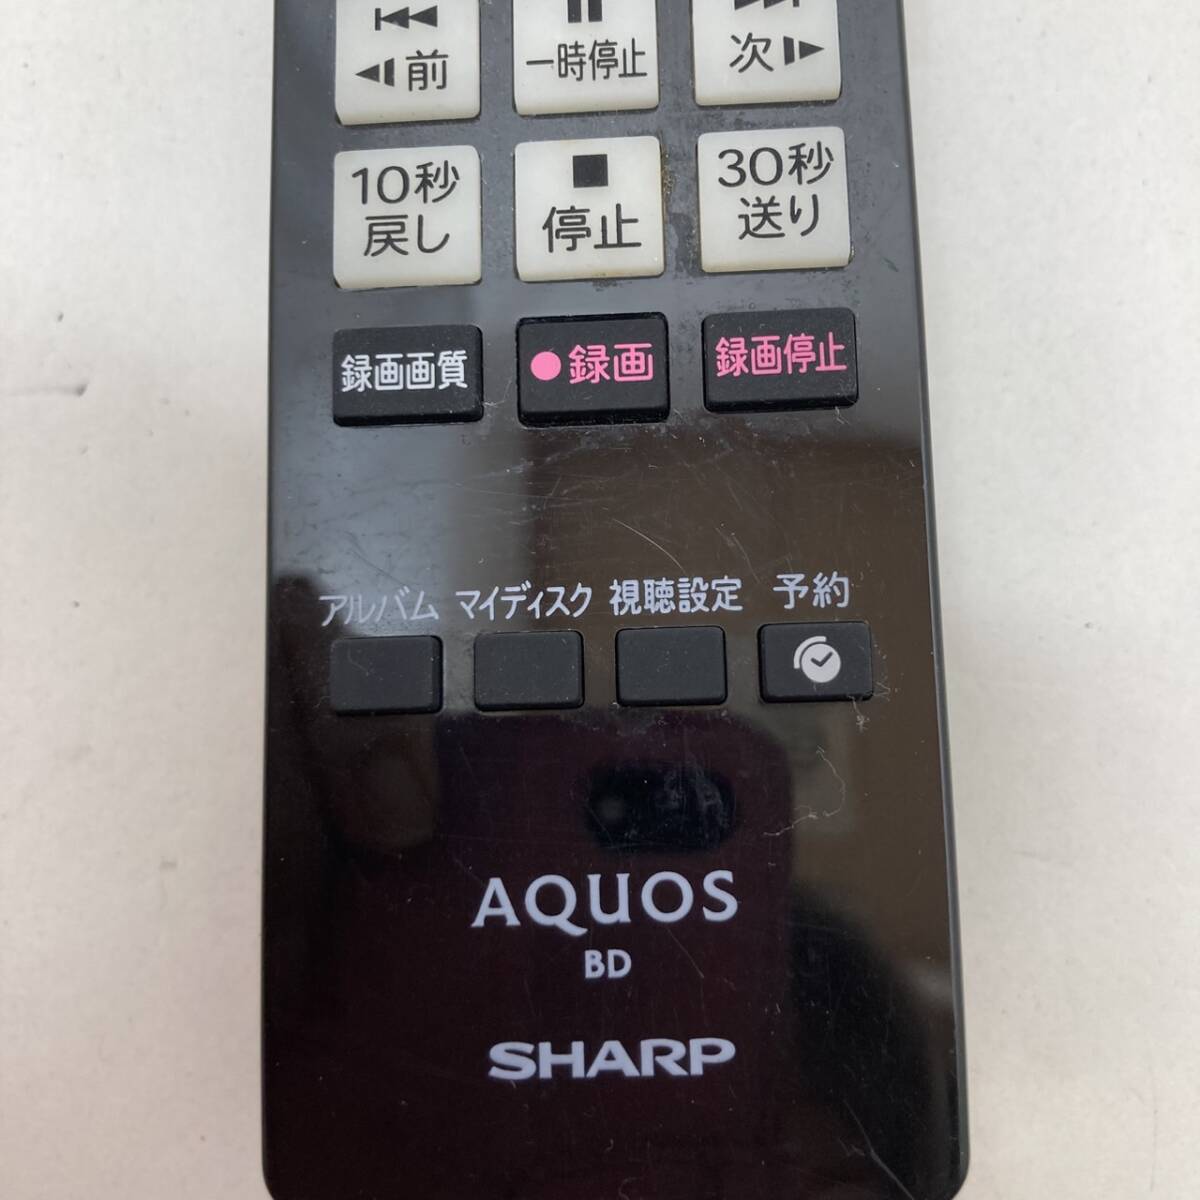 前 一時停止 次
10秒 停止 30秒
戻し 送り
録画画質 ●録画 録画停止
アルバム マイディスク 視聴設定 予約
AQUOS
BD
SHARP